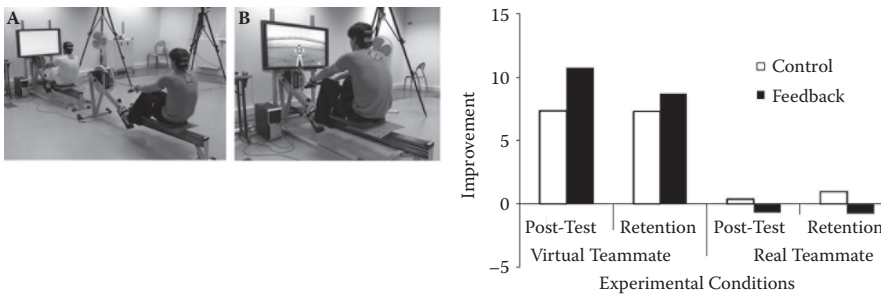 A
B
15
10
5
0
−5
Improvement
Control
Feedback
Post-Test
Retention
Post-Test
Retention
Virtual Teammate
Real Teammate
Experimental Conditions